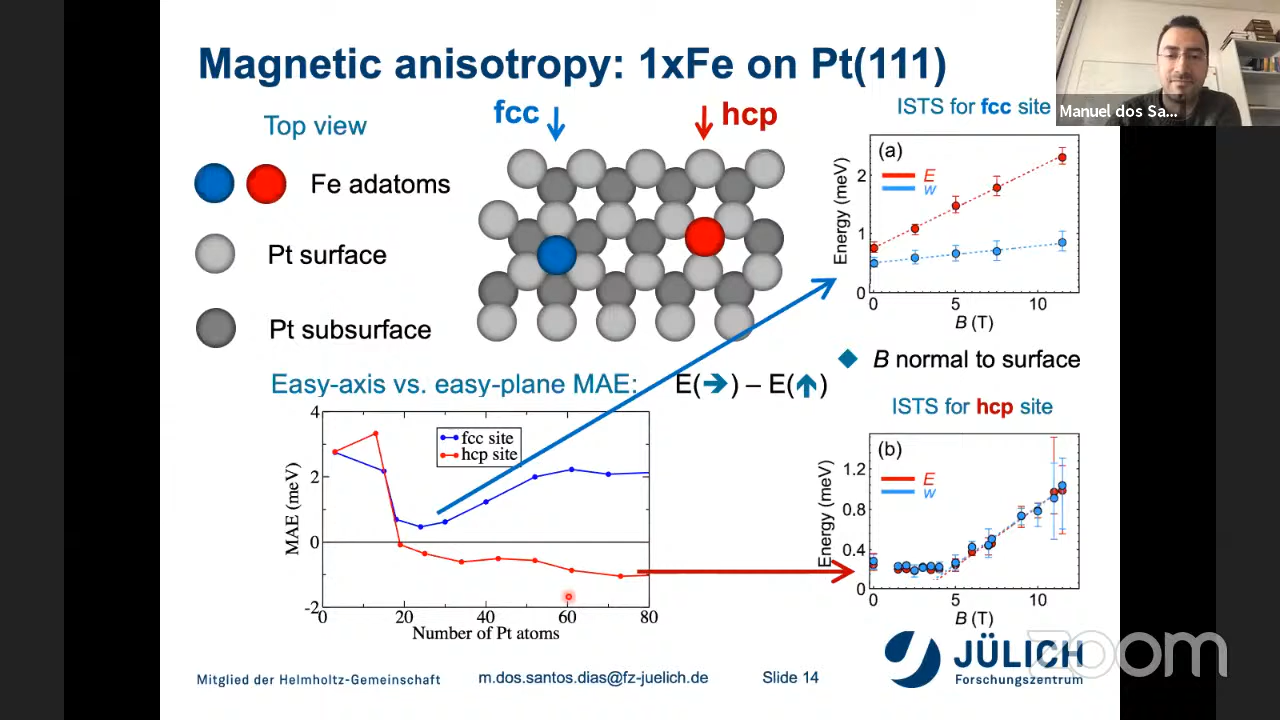 Magnetic anisotropy: 1xFe on Pt(111)
Manuel dos Sa...
Top view
fcc
hcp
Fe adatoms
Pt surface
Pt subsurface
ISTS for fcc site
(a)
E
w
Energy (meV)
2
1
0
0 5 10
B (T)
B normal to surface
Easy-axis vs. easy-plane MAE: E(→) – E(↑)
4
2
0
-2
MAE (meV)
fcc site
hcp site
0 20 40 60 80
Number of Pt atoms
ISTS for hcp site
(b)
E
w
Energy (meV)
1.2
0.8
0.4
0
0 5 10
B (T)
Mitglied der Helmholtz-Gemeinschaft
m.dos.santos.dias@fz-juelich.de
Slide 14
JÜLICH
Forschungszentrum
zoom